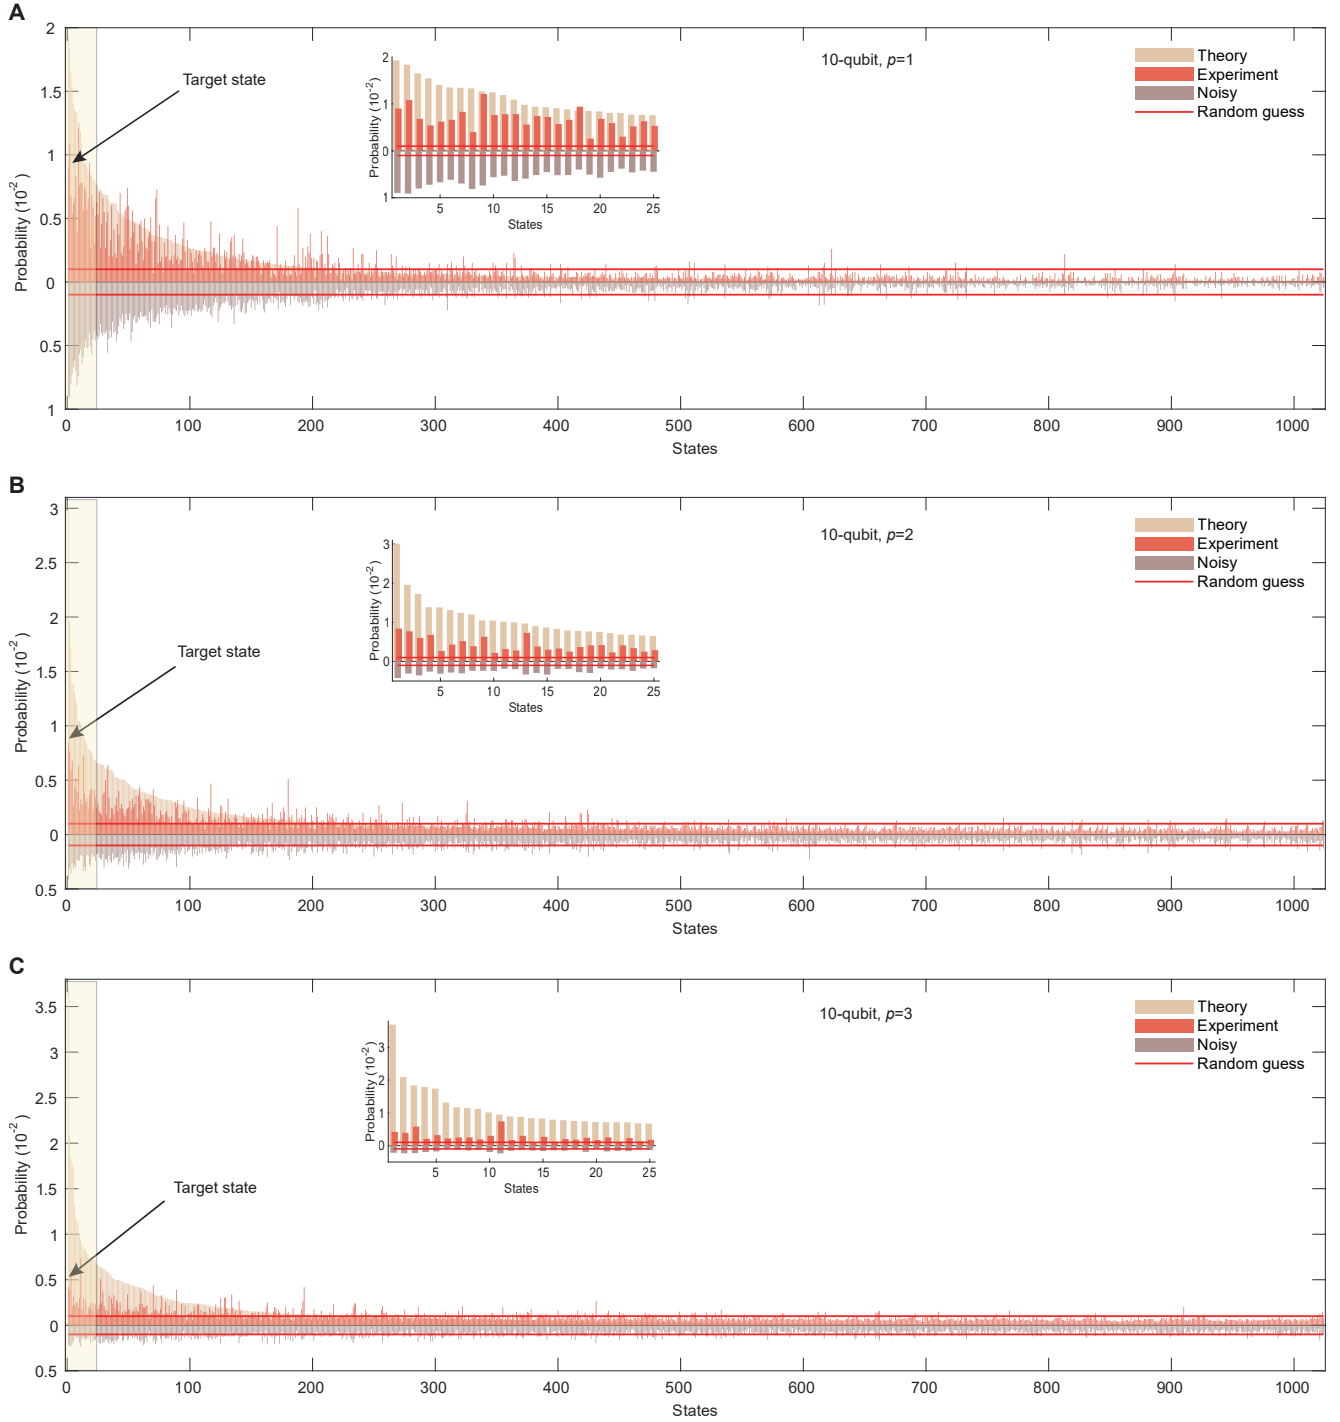 A
2
1.5
1
0.5
0
0.5
1
Probability (10⁻²)
0
100
200
300
400
500
600
700
800
900
1000
States
Target state
10-qubit, p=1
Theory
Experiment
Noisy
Random guess
2
1
0
1
Probability (10⁻²)
5
10
15
20
25
States
B
3
2.5
2
1.5
1
0.5
0
0.5
Probability (10⁻²)
0
100
200
300
400
500
600
700
800
900
1000
States
Target state
10-qubit, p=2
Theory
Experiment
Noisy
Random guess
3
2
1
0
Probability (10⁻²)
5
10
15
20
25
States
C
3.5
3
2.5
2
1.5
1
0.5
0
0.5
Probability (10⁻²)
0
100
200
300
400
500
600
700
800
900
1000
States
Target state
10-qubit, p=3
Theory
Experiment
Noisy
Random guess
3
2
1
0
Probability (10⁻²)
5
10
15
20
25
States